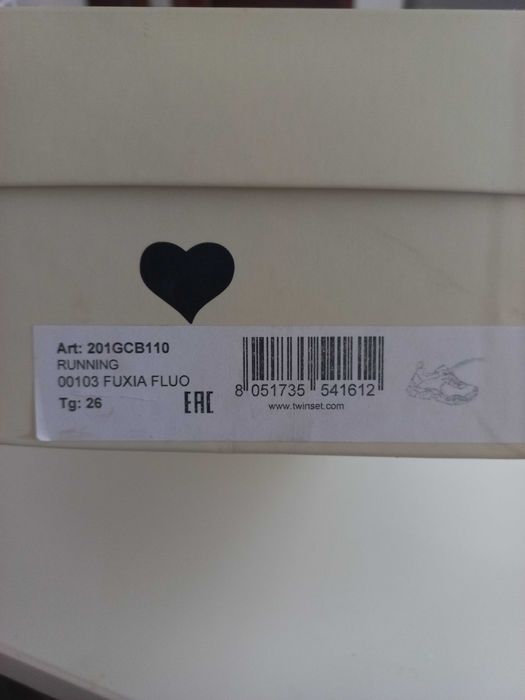 Art: 201GCB110
RUNNING
00103 FUXIA FLUO
Tg: 26
EAC
8 051735 541612
www.twinset.com